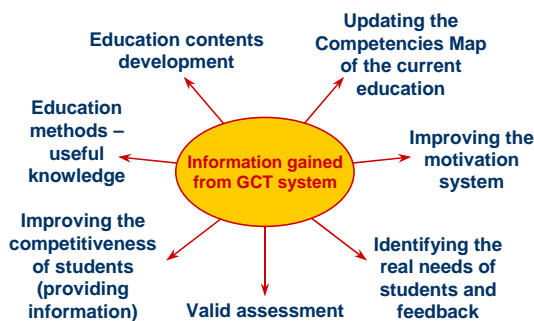 Education contents
development
Updating the
Competencies Map
of the current
education
Education
methods –
useful
knowledge
Information gained
from GCT system
Improving the
motivation
system
Improving the
competitiveness
of students
(providing
information)
Valid assessment
Identifying the
real needs of
students and
feedback